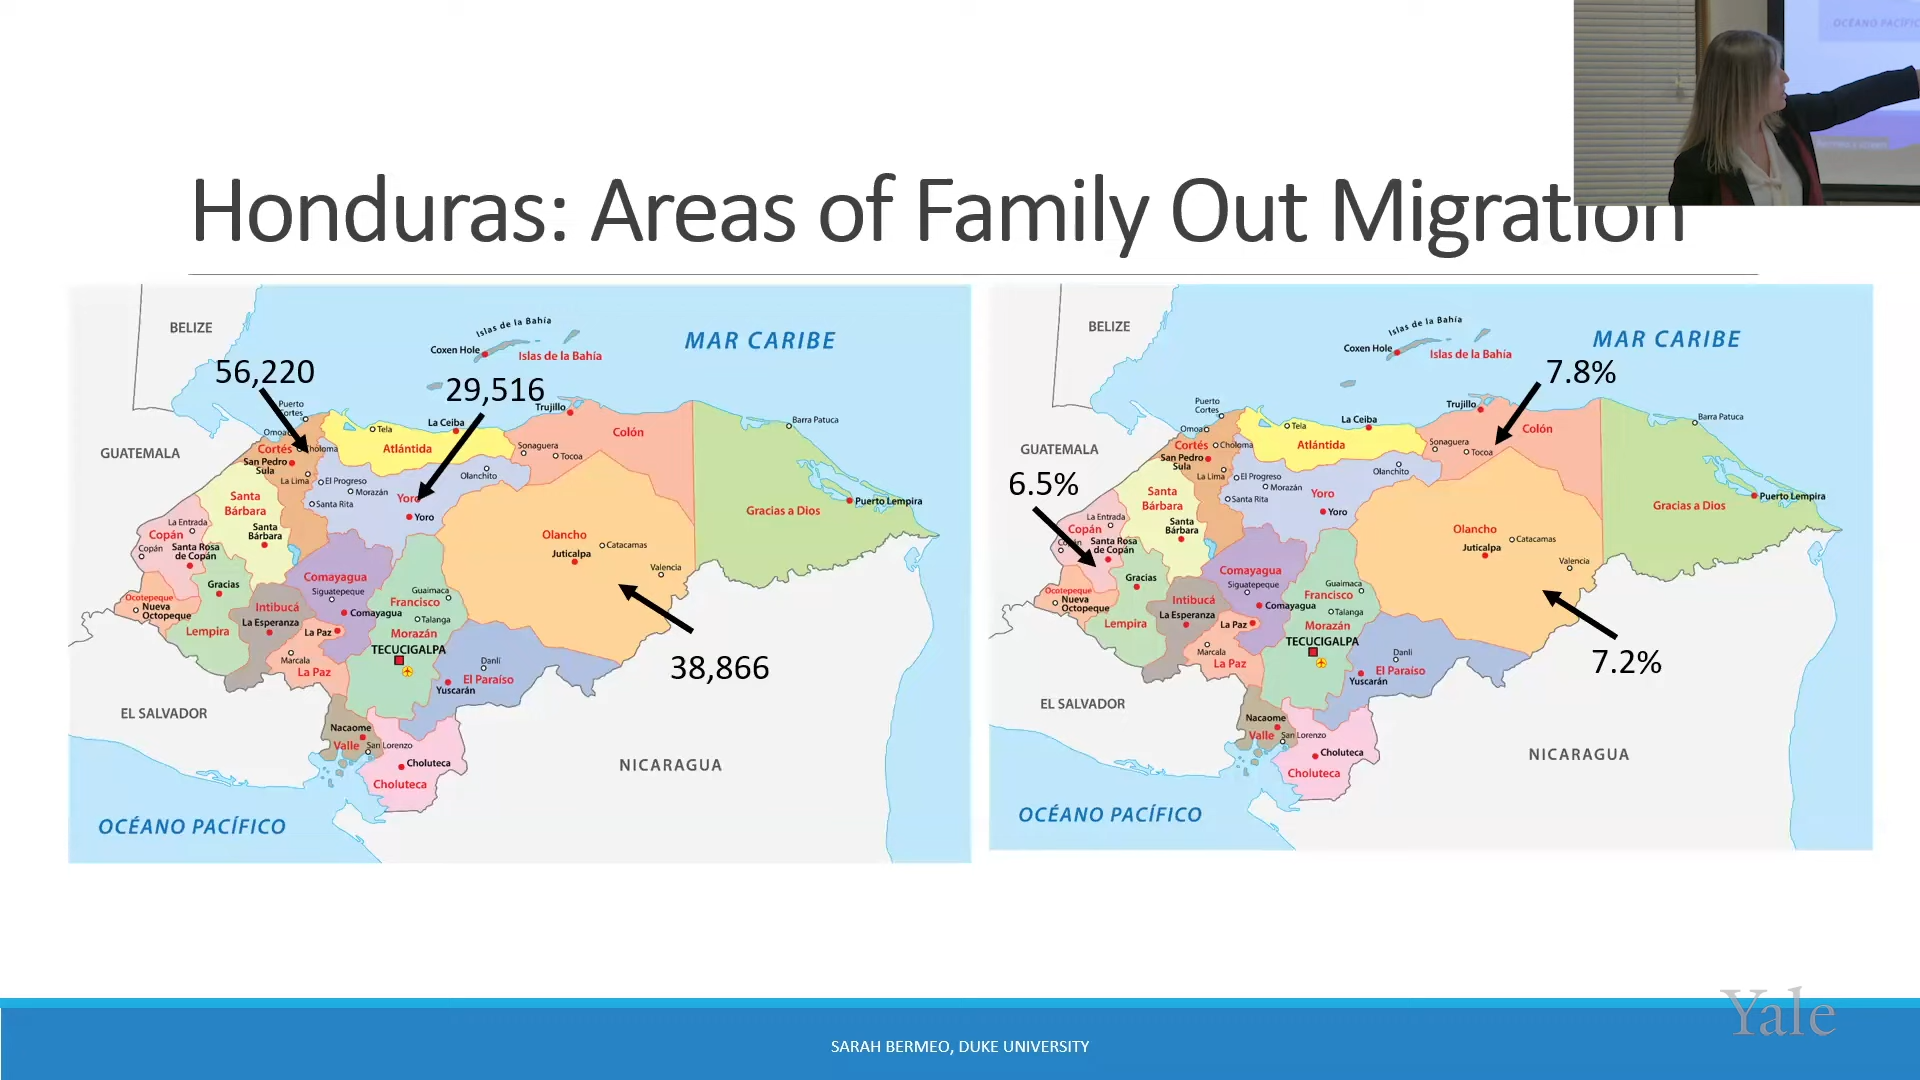 OCÉANO PACÍFIC
Honduras: Areas of Family Out Migration
BELIZE
Islas de la Bahía
Coxen Hole
Islas de la Bahía
MAR CARIBE
56,220
29,516
Puerto
Cortes
Trujillo
Omoa
La Ceiba
Tela
Barra Patuca
Colón
GUATEMALA
Cortés
Choloma
Atlántida
Sonaguera
Tocoa
San Pedro
Sula
La Lima
El Progreso
Olanchito
Morazán
Santa Rita
Yoro
Yoro
Santa
Bárbara
Puerto Lempira
Gracias a Dios
La Entrada
Copán
Copán
Santa Rosa
de Copán
Santa
Bárbara
Olancho
Juticalpa
Catacamas
Valencia
Comayagua
Siguatepeque
Gracias
Guaimaca
Francisco
Ocotepeque
Nueva
Octopeque
Intibucá
Comayagua
Talanga
La Esperanza
La Paz
Morazán
Lempira
TECUCIGALPA
Marcala
La Paz
Danlí
El Paraíso
Yuscarán
38,866
EL SALVADOR
Nacaome
Valle
San Lorenzo
Choluteca
Choluteca
NICARAGUA
OCÉANO PACÍFICO
BELIZE
Islas de la Bahía
Coxen Hole
Islas de la Bahía
MAR CARIBE
7.8%
Puerto
Cortes
Trujillo
Omoa
La Ceiba
Tela
Barra Patuca
Colón
GUATEMALA
Cortés
Choloma
Atlántida
Sonaguera
Tocoa
San Pedro
Sula
La Lima
El Progreso
Olanchito
Morazán
Santa Rita
6.5%
Yoro
Yoro
Santa
Bárbara
Puerto Lempira
Gracias a Dios
La Entrada
Copán
Copán
Santa Rosa
de Copán
Santa
Bárbara
Olancho
Juticalpa
Catacamas
Valencia
Comayagua
Siguatepeque
Gracias
Guaimaca
Francisco
Ocotepeque
Nueva
Octopeque
Intibucá
Comayagua
Talanga
La Esperanza
La Paz
Morazán
Lempira
TECUCIGALPA
Marcala
La Paz
Danlí
El Paraíso
Yuscarán
7.2%
EL SALVADOR
Nacaome
Valle
San Lorenzo
Choluteca
Choluteca
NICARAGUA
OCÉANO PACÍFICO
Yale
SARAH BERMEO, DUKE UNIVERSITY